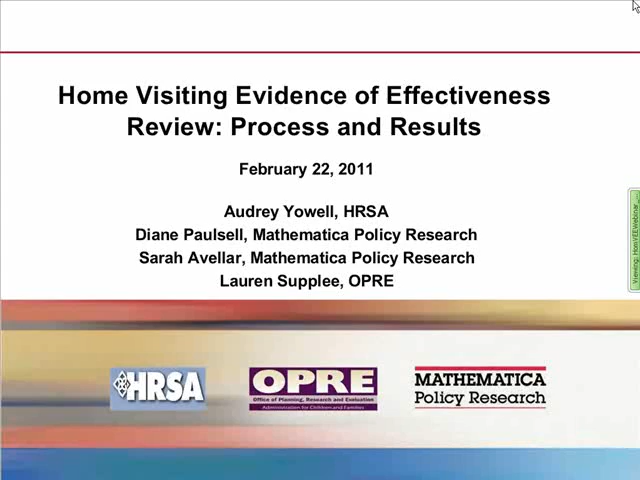 Home Visiting Evidence of Effectiveness
Review: Process and Results
February 22, 2011
Audrey Yowell, HRSA
Diane Paulsell, Mathematica Policy Research
Sarah Avellar, Mathematica Policy Research
Lauren Supplee, OPRE
Viewing: HomVEEWebinar_...
HRSA
OPRE
Office of Planning, Research and Evaluation
Administration for Children and Families
MATHEMATICA
Policy Research